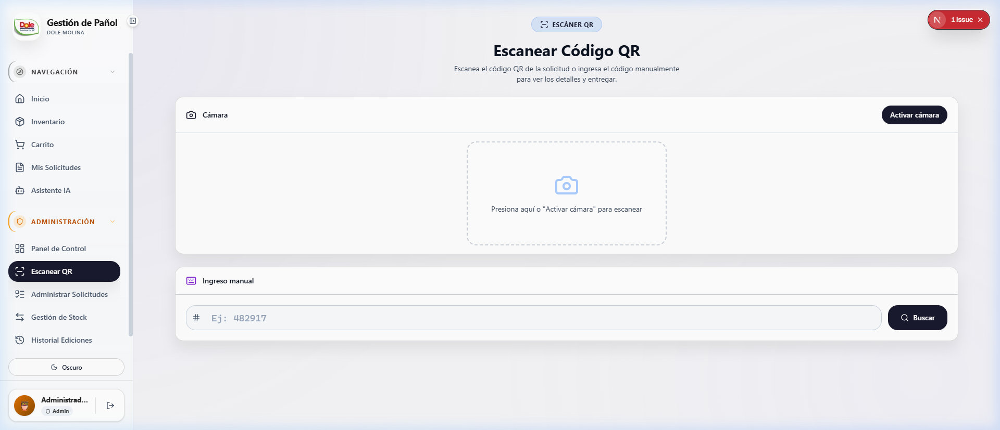 Dole
Sunshine For All
Gestión de Pañol
DOLE MOLINA
NAVEGACIÓN
Inicio
Inventario
Carrito
Mis Solicitudes
Asistente IA
ADMINISTRACIÓN
Panel de Control
Escanear QR
Administrar Solicitudes
Gestión de Stock
Historial Ediciones
Oscuro
Administrad...
Admin
ESCÁNER QR
1 Issue
Escanear Código QR
Escanea el código QR de la solicitud o ingresa el código manualmente
para ver los detalles y entregar.
Cámara
Activar cámara
Presiona aquí o "Activar cámara" para escanear
Ingreso manual
# Ej: 482917
Buscar